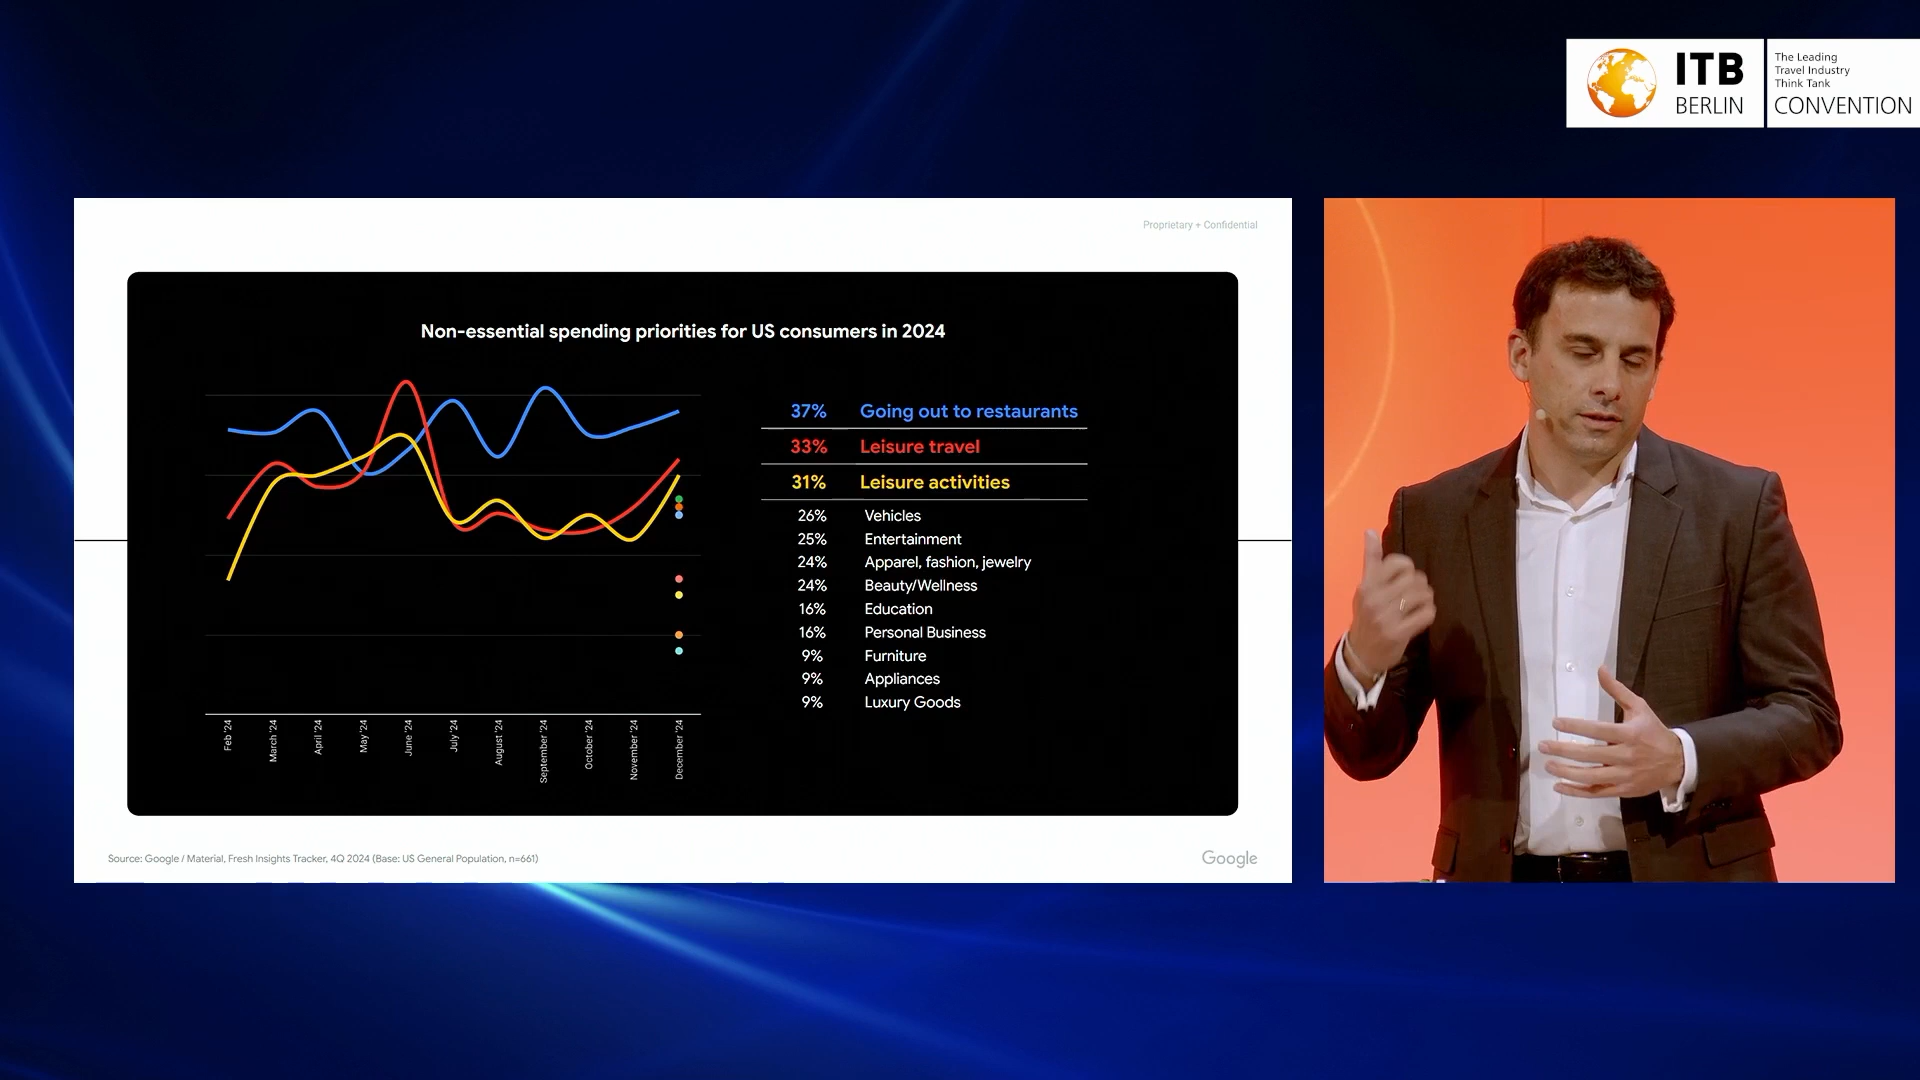 ITB
BERLIN
The Leading
Travel Industry
Think Tank
CONVENTION
Proprietary + Confidential
Non-essential spending priorities for US consumers in 2024
37% Going out to restaurants
33% Leisure travel
31% Leisure activities
26% Vehicles
25% Entertainment
24% Apparel, fashion, jewelry
24% Beauty/Wellness
16% Education
16% Personal Business
9% Furniture
9% Appliances
9% Luxury Goods
Feb '24
March '24
April '24
May '24
June '24
July '24
August '24
September '24
October '24
November '24
December '24
Source: Google / Material, Fresh Insights Tracker, 4Q 2024 (Base: US General Population, n=661)
Google